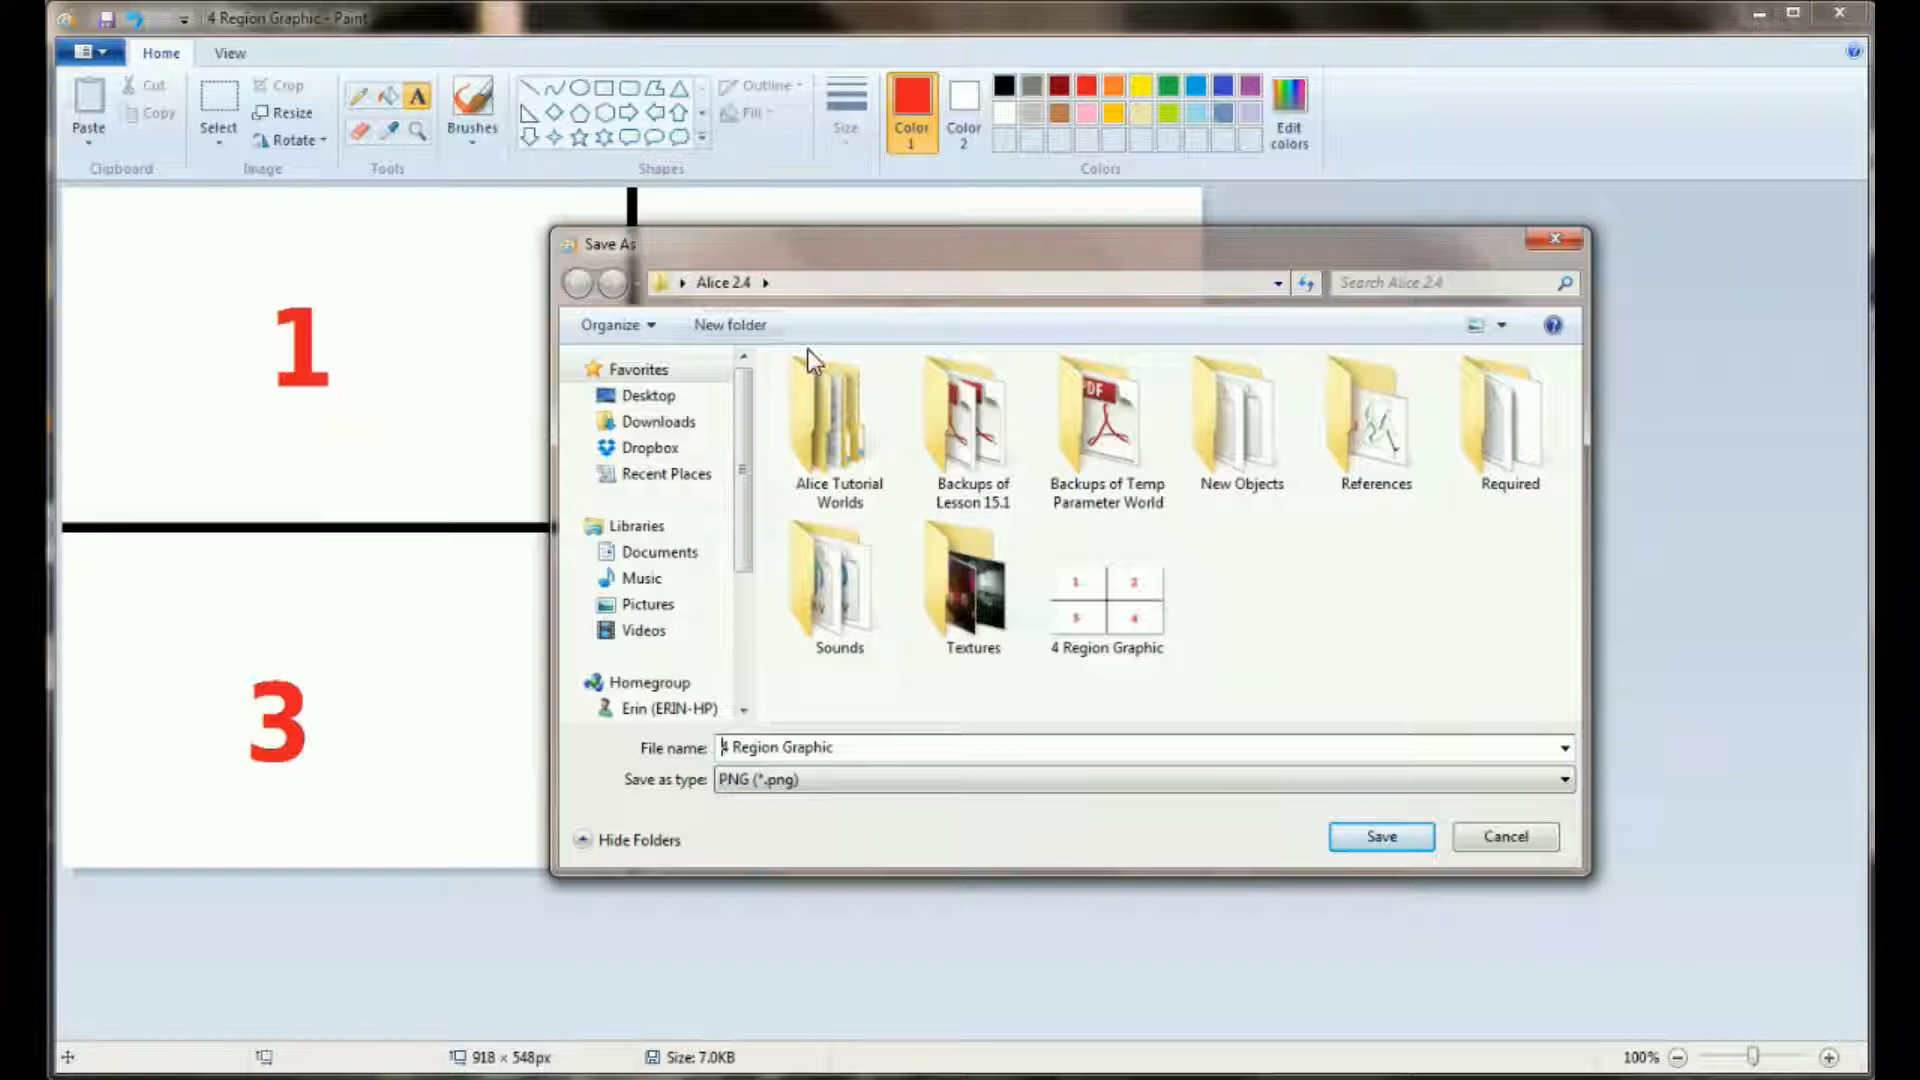 4 Region Graphic - Paint
Home
View
Paste
Cut
Copy
Clipboard
Select
Crop
Resize
Rotate
Image
A
Tools
Brushes
Shapes
Outline
Fill
Size
Color
1
Color
2
Edit
colors
Colors
1
3
Save As
Alice 2.4
Search Alice 2.4
Organize
New folder
Favorites
Desktop
Downloads
Dropbox
Recent Places
Libraries
Documents
Music
Pictures
Videos
Homegroup
Erin (ERIN-HP)
Alice Tutorial
Worlds
Backups of
Lesson 15.1
PDF
Backups of Temp
Parameter World
New Objects
References
Required
Sounds
Textures
1 2
3 4
4 Region Graphic
File name: 4 Region Graphic
Save as type: PNG (*.png)
Hide Folders
Save
Cancel
918 × 548px
Size: 7.0KB
100%